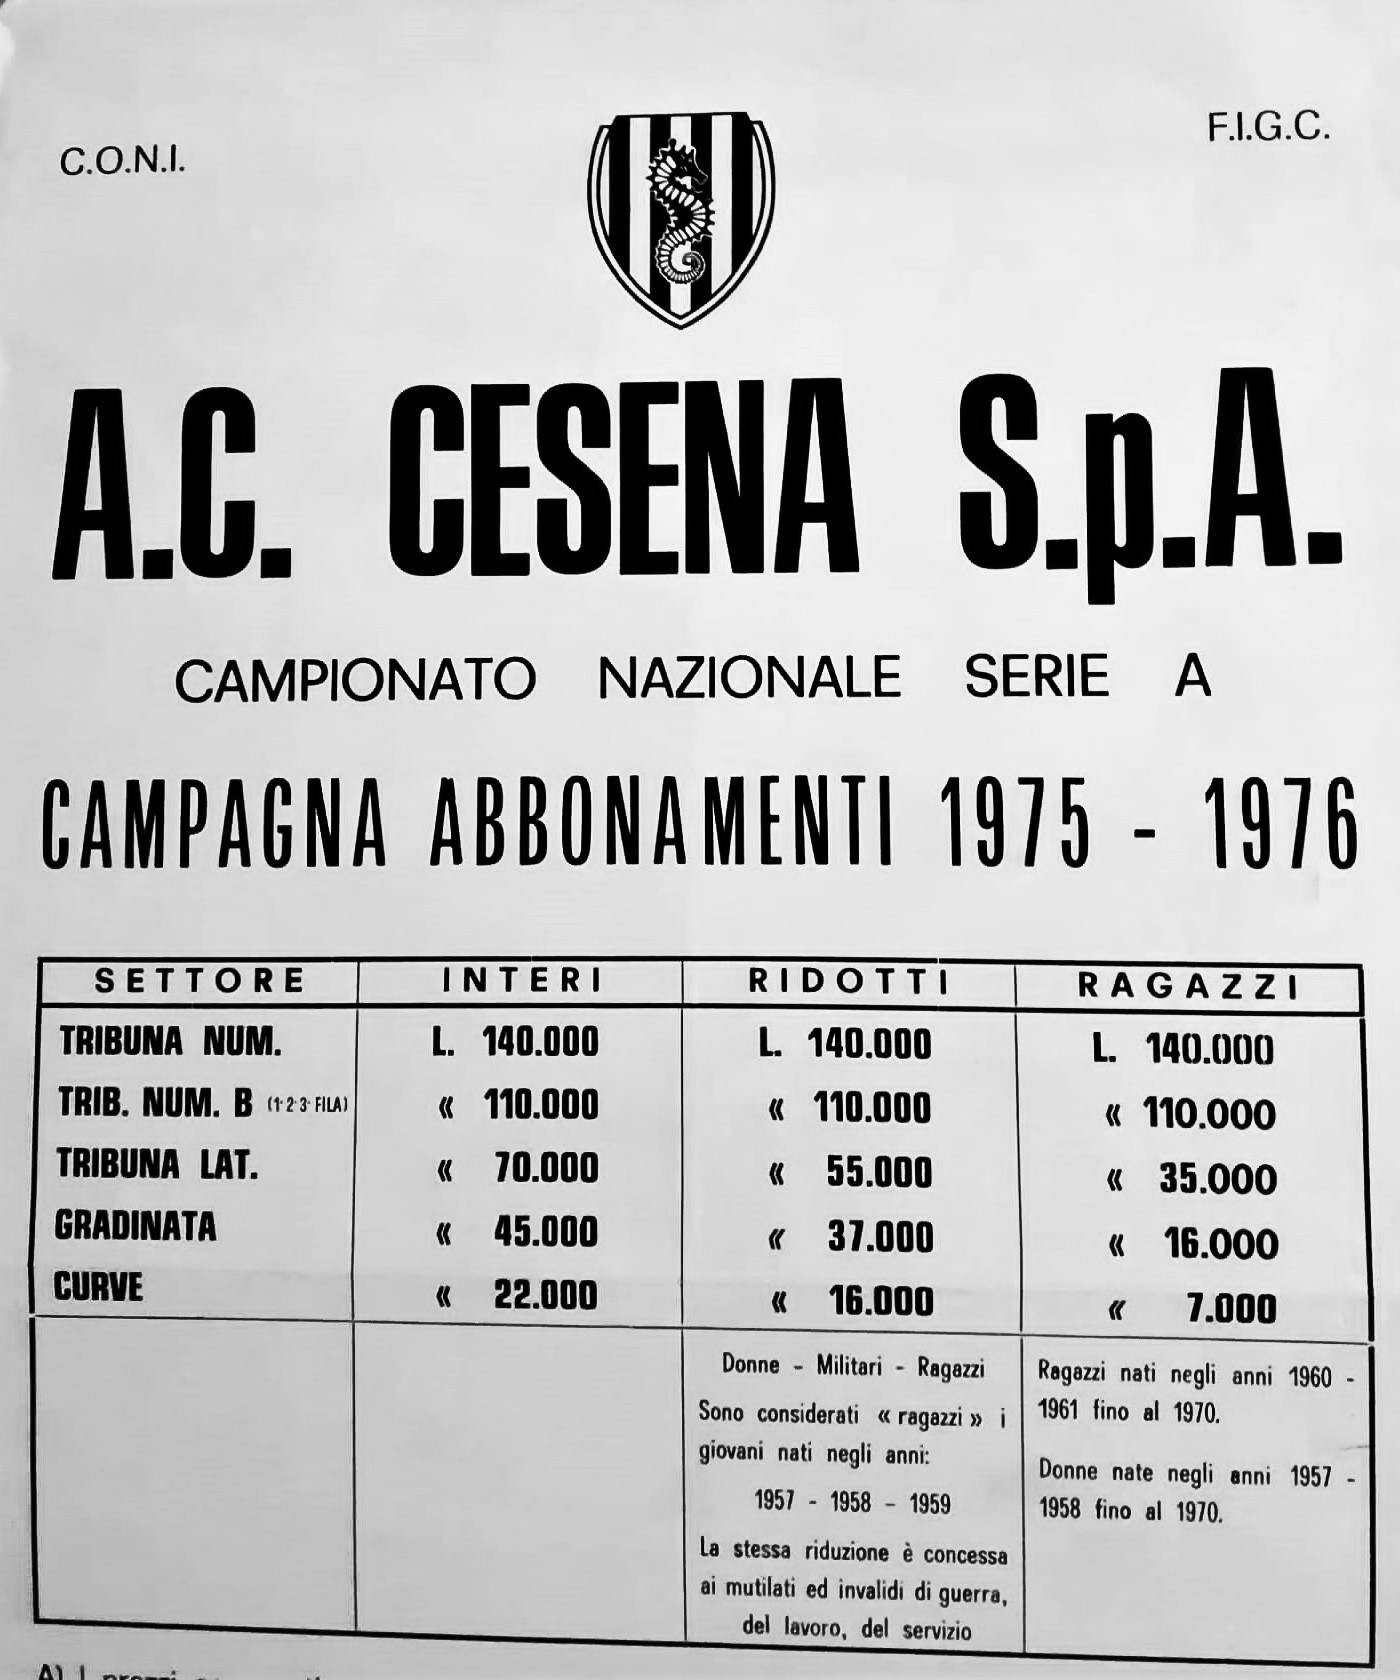 C.O.N.I.
F.I.G.C.
A.C. CESENA S.p.A.
CAMPIONATO NAZIONALE SERIE A
CAMPAGNA ABBONAMENTI 1975 - 1976
SETTORE INTERI RIDOTTI RAGAZZI
TRIBUNA NUM. L. 140.000 L. 140.000 L. 140.000
TRIB. NUM. B (1· 2· 3· FILA) « 110.000 « 110.000 « 110.000
TRIBUNA LAT. « 70.000 « 55.000 « 35.000
GRADINATA « 45.000 « 37.000 « 16.000
CURVE « 22.000 « 16.000 « 7.000
Donne - Militari - Ragazzi
Sono considerati « ragazzi » i
giovani nati negli anni:
1957 - 1958 - 1959
La stessa riduzione è concessa
ai mutilati ed invalidi di guerra,
del lavoro, del servizio
Ragazzi nati negli anni 1960 -
1961 fino al 1970.
Donne nate negli anni 1957 -
1958 fino al 1970.
A) I prezzi